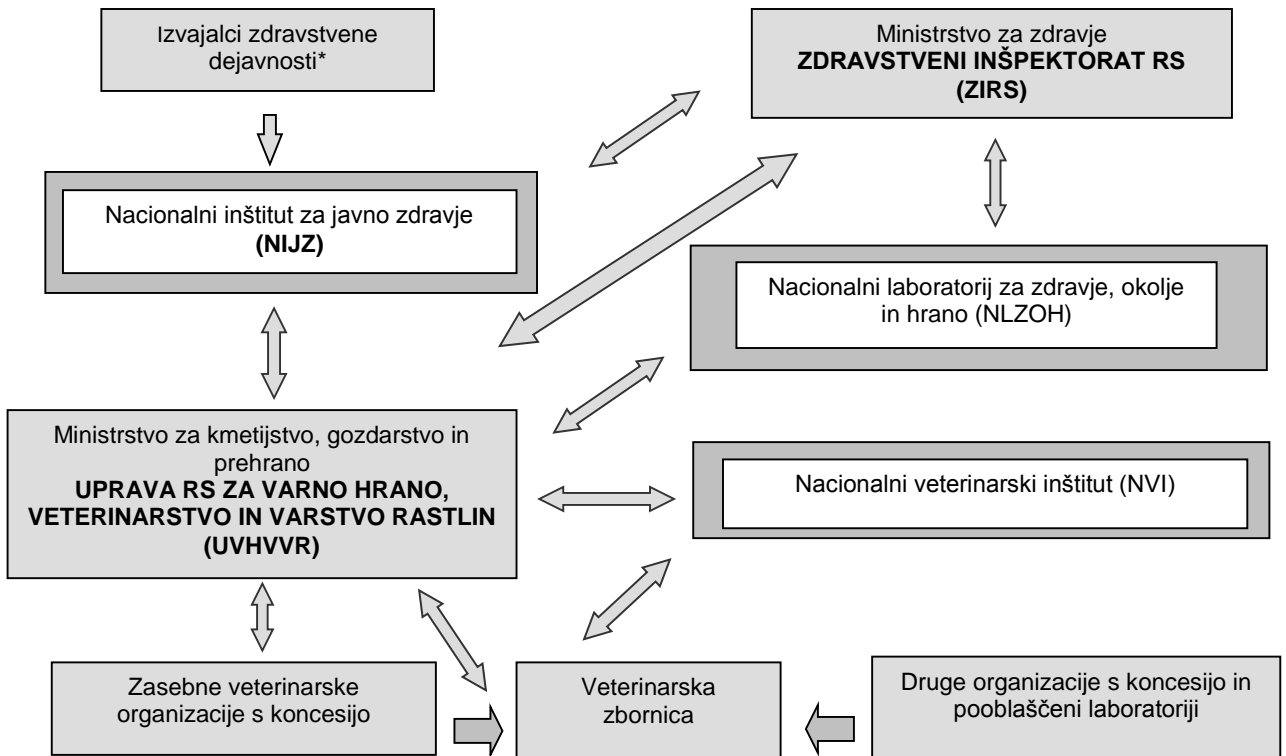 Izvajalci zdravstvene
dejavnosti*
Ministrstvo za zdravje
ZDRAVSTVENI INŠPEKTORAT RS
(ZIRS)
Nacionalni inštitut za javno zdravje
(NIJZ)
Nacionalni laboratorij za zdravje, okolje
in hrano (NLZOH)
Ministrstvo za kmetijstvo, gozdarstvo in
prehrano
UPRAVA RS ZA VARNO HRANO,
VETERINARSTVO IN VARSTVO RASTLIN
(UVHVVR)
Nacionalni veterinarski inštitut (NVI)
Zasebne veterinarske
organizacije s koncesijo
Veterinarska
zbornica
Druge organizacije s koncesijo in
pooblaščeni laboratoriji